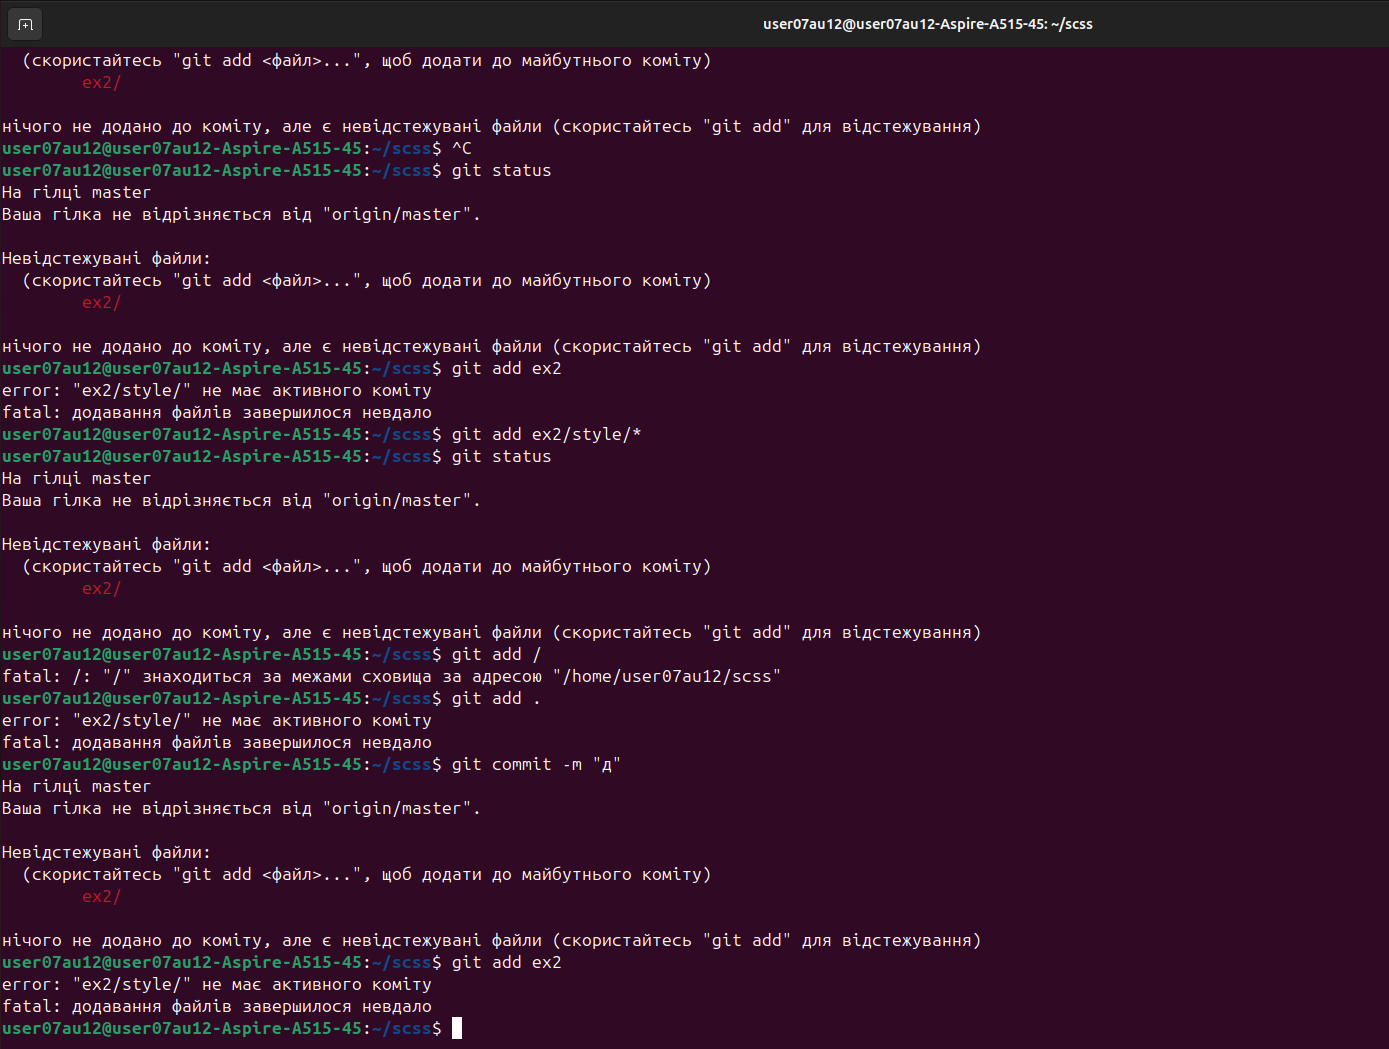 user07au12@user07au12-Aspire-A515-45: ~/scss
(скористайтесь "git add <файл>...", щоб додати до майбутнього коміту)
ex2/
нічого не додано до коміту, але є невідстежувані файли (скористайтесь "git add" для відстежування)
user07au12@user07au12-Aspire-A515-45:~/scss$ ^C
user07au12@user07au12-Aspire-A515-45:~/scss$ git status
На гілці master
Ваша гілка не відрізняється від "origin/master".
Невідстежувані файли:
(скористайтесь "git add <файл>...", щоб додати до майбутнього коміту)
ex2/
нічого не додано до коміту, але є невідстежувані файли (скористайтесь "git add" для відстежування)
user07au12@user07au12-Aspire-A515-45:~/scss$ git add ex2
error: "ex2/style/" не має активного коміту
fatal: додавання файлів завершилося невдало
user07au12@user07au12-Aspire-A515-45:~/scss$ git add ex2/style/*
user07au12@user07au12-Aspire-A515-45:~/scss$ git status
На гілці master
Ваша гілка не відрізняється від "origin/master".
Невідстежувані файли:
(скористайтесь "git add <файл>...", щоб додати до майбутнього коміту)
ex2/
нічого не додано до коміту, але є невідстежувані файли (скористайтесь "git add" для відстежування)
user07au12@user07au12-Aspire-A515-45:~/scss$ git add /
fatal: /: "/" знаходиться за межами сховища за адресою "/home/user07au12/scss"
user07au12@user07au12-Aspire-A515-45:~/scss$ git add .
error: "ex2/style/" не має активного коміту
fatal: додавання файлів завершилося невдало
user07au12@user07au12-Aspire-A515-45:~/scss$ git commit -m "д"
На гілці master
Ваша гілка не відрізняється від "origin/master".
Невідстежувані файли:
(скористайтесь "git add <файл>...", щоб додати до майбутнього коміту)
ex2/
нічого не додано до коміту, але є невідстежувані файли (скористайтесь "git add" для відстежування)
user07au12@user07au12-Aspire-A515-45:~/scss$ git add ex2
error: "ex2/style/" не має активного коміту
fatal: додавання файлів завершилося невдало
user07au12@user07au12-Aspire-A515-45:~/scss$